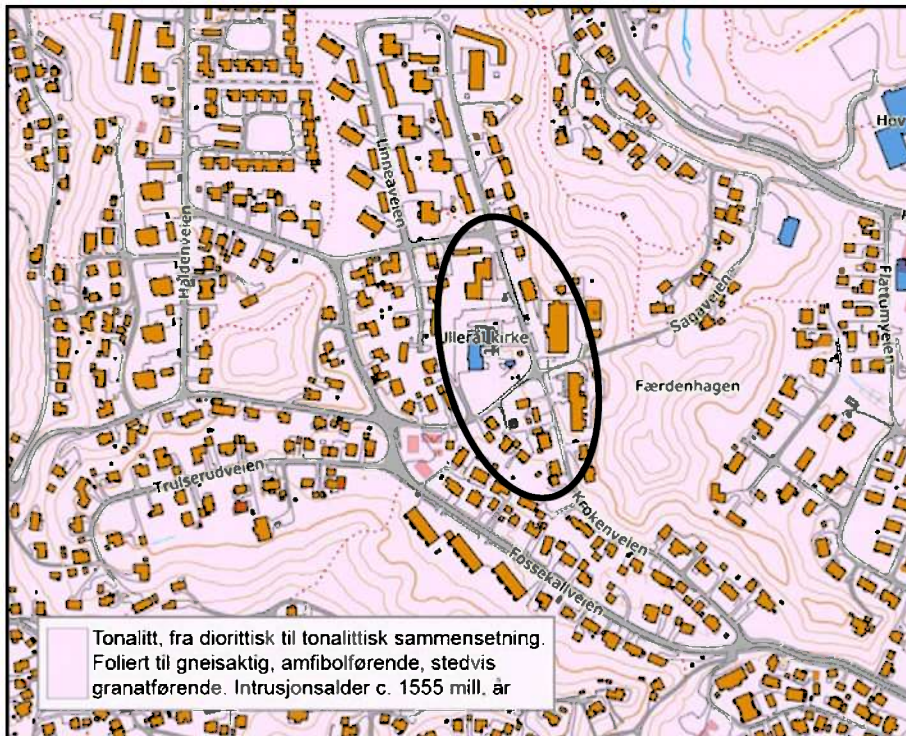 Hov
Linneaveien
Haldenveien
Flattumveien
Sagaveien
Ullerål kirke
Færdenhagen
Trulserudveien
Krokenveien
Fossekallveien
Tonalitt, fra diorittisk til tonalittisk sammensetning.
Foliert til gneisaktig, amfibolførende, stedvis
granatførende. Intrusjonsalder c. 1555 mill. år